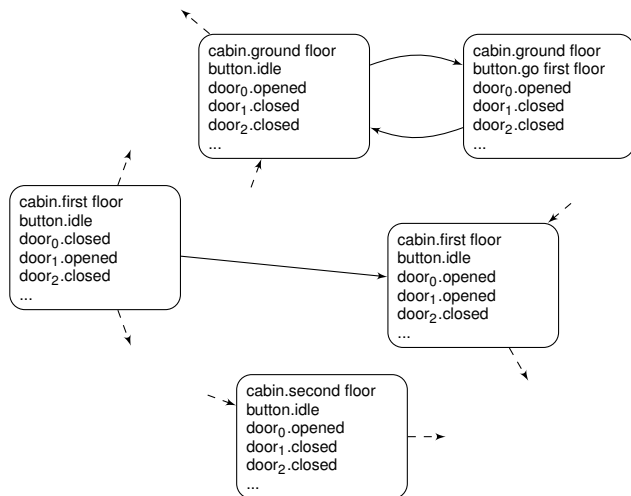 cabin.ground floor
button.idle
door₀.opened
door₁.closed
door₂.closed
...
cabin.ground floor
button.go first floor
door₀.opened
door₁.closed
door₂.closed
...
cabin.first floor
button.idle
door₀.closed
door₁.opened
door₂.closed
...
cabin.first floor
button.idle
door₀.opened
door₁.opened
door₂.closed
...
cabin.second floor
button.idle
door₀.opened
door₁.closed
door₂.closed
...